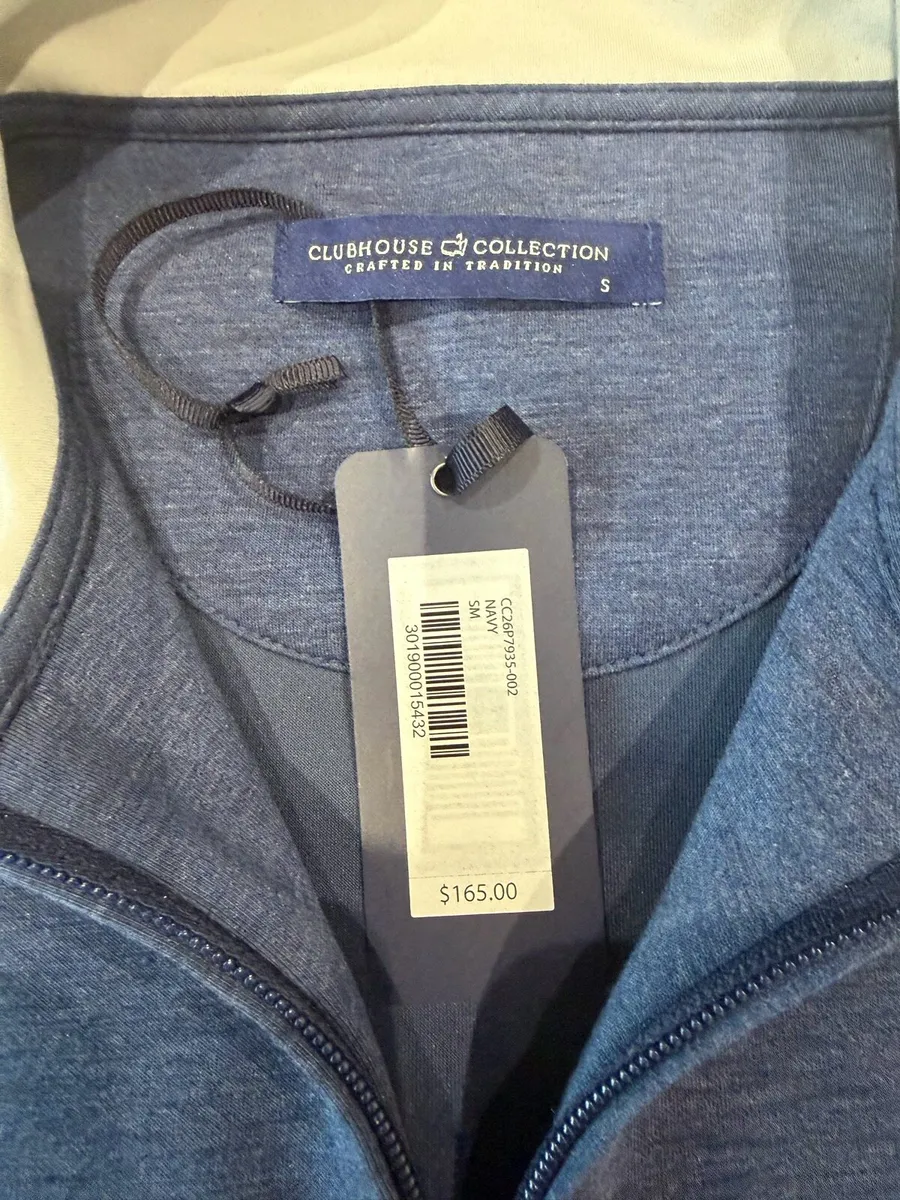 CLUBHOUSE COLLECTION
CRAFTED IN TRADITION
S
CC26P7935-002
NAVY
SM
301900015432
$165.00